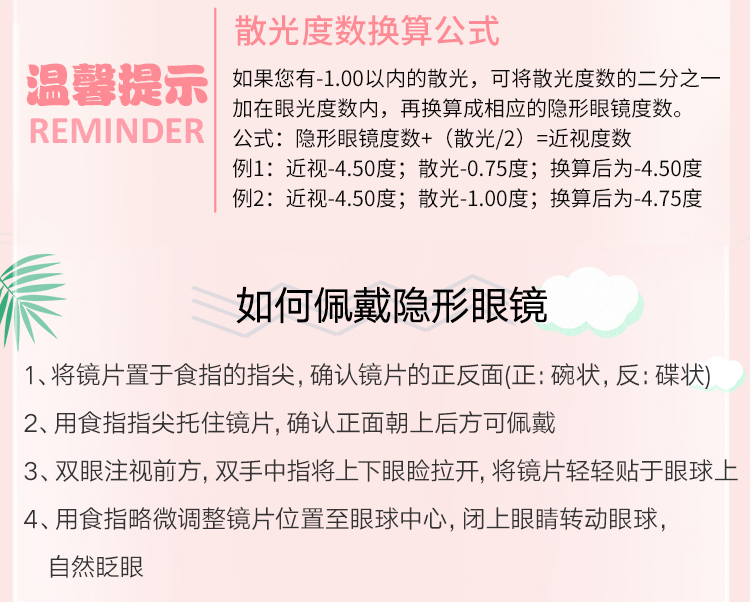 散光度数换算公式
温馨提示
REMINDER
如果您有-1.00以内的散光，可将散光度数的二分之一
加在眼光度数内，再换算成相应的隐形眼镜度数。
公式：隐形眼镜度数+（散光/2）=近视度数
例1：近视-4.50度；散光-0.75度；换算后为-4.50度
例2：近视-4.50度；散光-1.00度；换算后为-4.75度
如何佩戴隐形眼镜
1、将镜片置于食指的指尖，确认镜片的正反面(正：碗状，反：碟状)
2、用食指指尖托住镜片，确认正面朝上后方可佩戴
3、双眼注视前方，双手中指将上下眼睑拉开，将镜片轻轻贴于眼球上
4、用食指略微调整镜片位置至眼球中心，闭上眼睛转动眼球，
自然眨眼